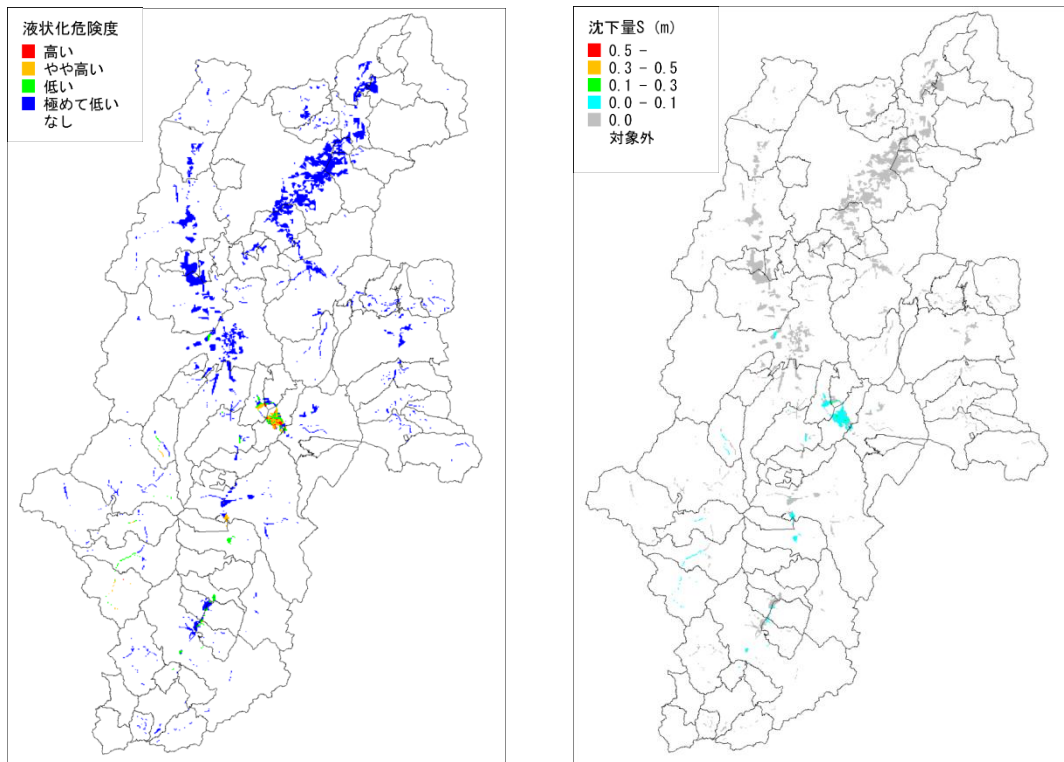 液状化危険度
高い
やや高い
低い
極めて低い
なし
沈下量S (m)
0.5 -
0.3 - 0.5
0.1 - 0.3
0.0 - 0.1
0.0
対象外